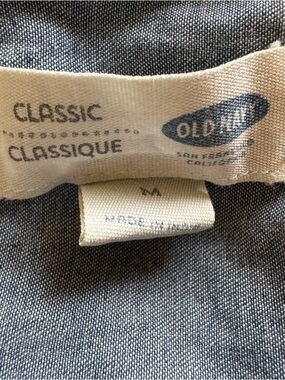 CLASSIC
CLASSIQUE
OLD NAVY
SAN FRANCISCO
CALIFORNIA
M
MADE IN INDIA